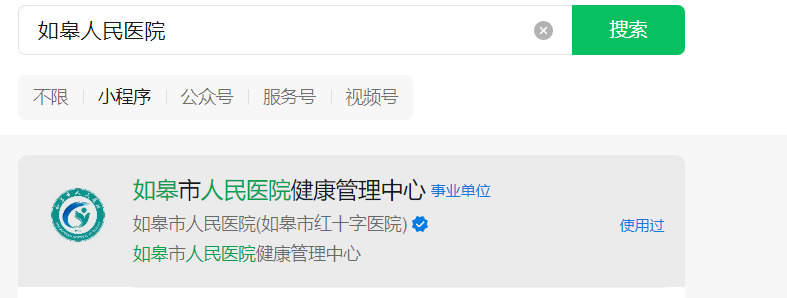 如皋人民医院 搜索
不限 小程序 公众号 服务号 视频号
如皋市人民医院健康管理中心 事业单位
如皋市人民医院(如皋市红十字医院)
使用过
如皋市人民医院健康管理中心